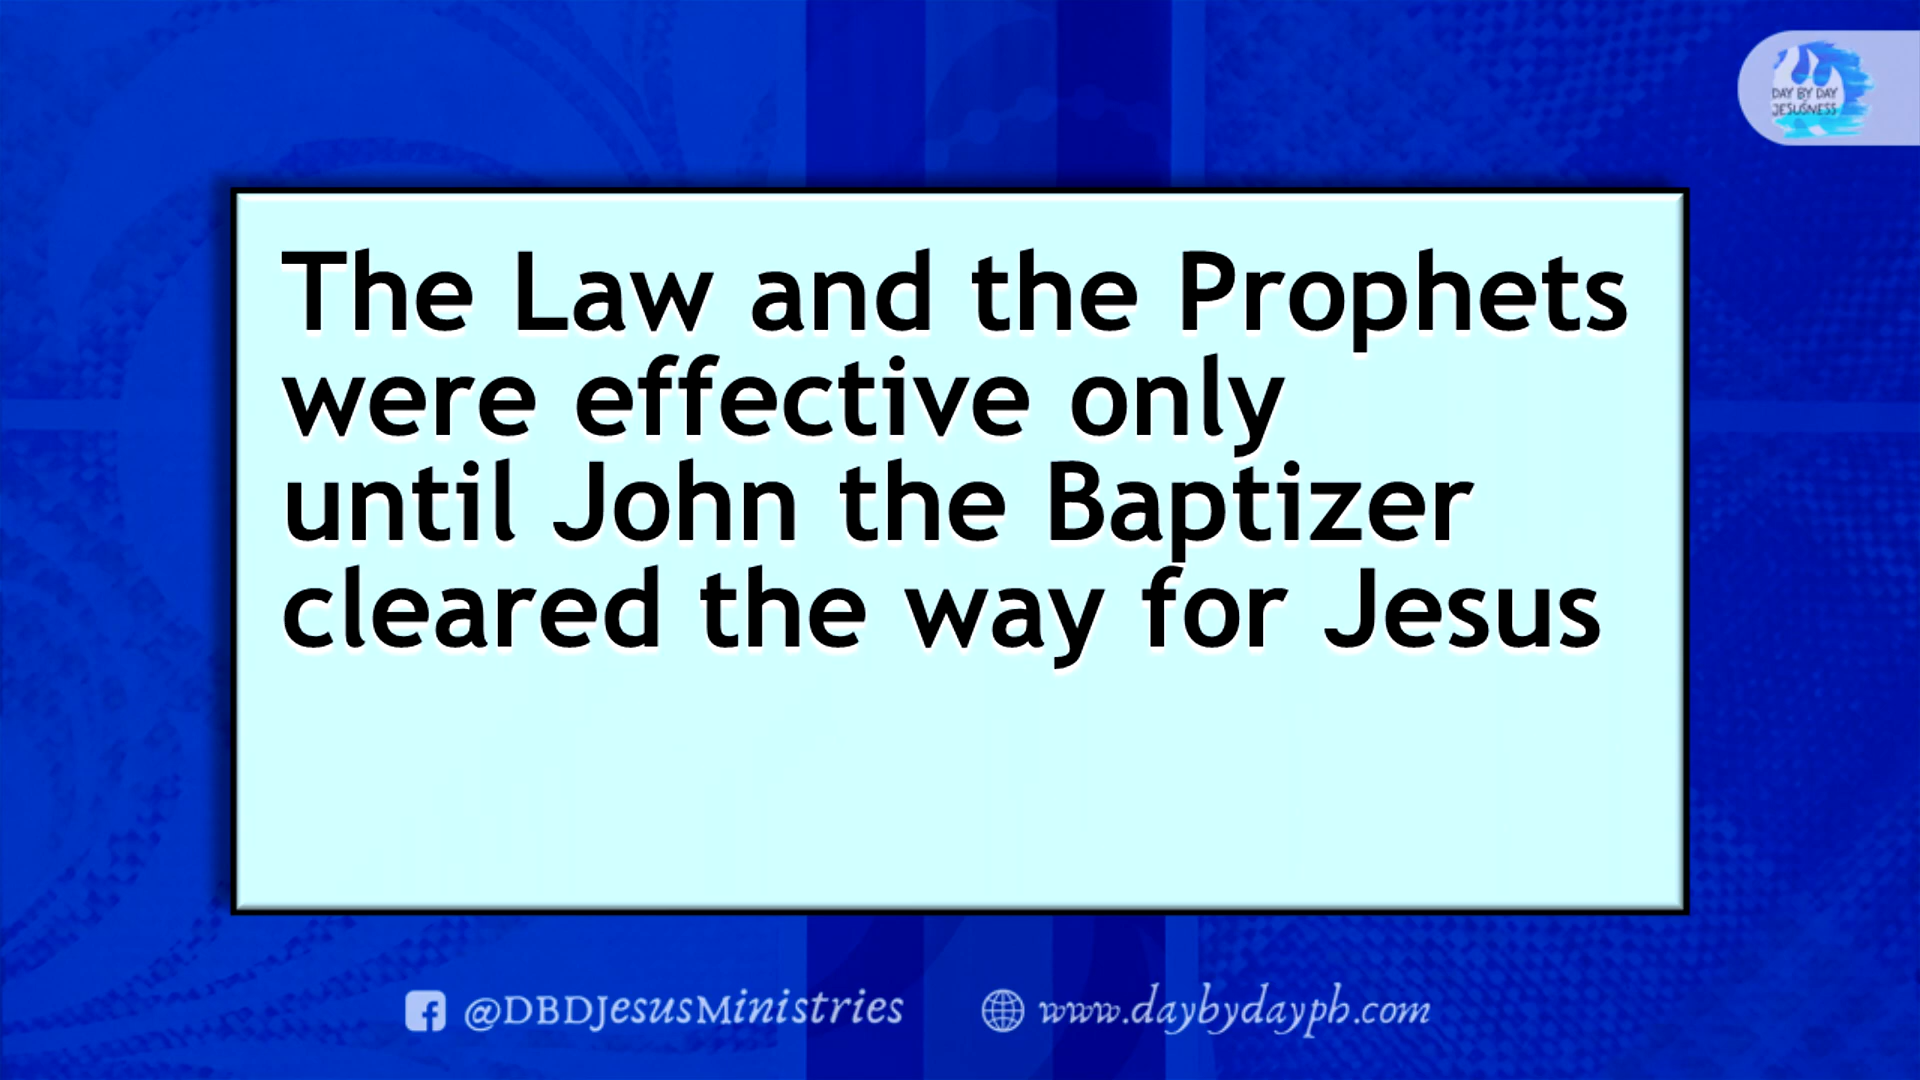 DAY BY DAY
JESUSNESS
The Law and the Prophets
were effective only
until John the Baptizer
cleared the way for Jesus
@DBDJesusMinistries
www.daybydayph.com